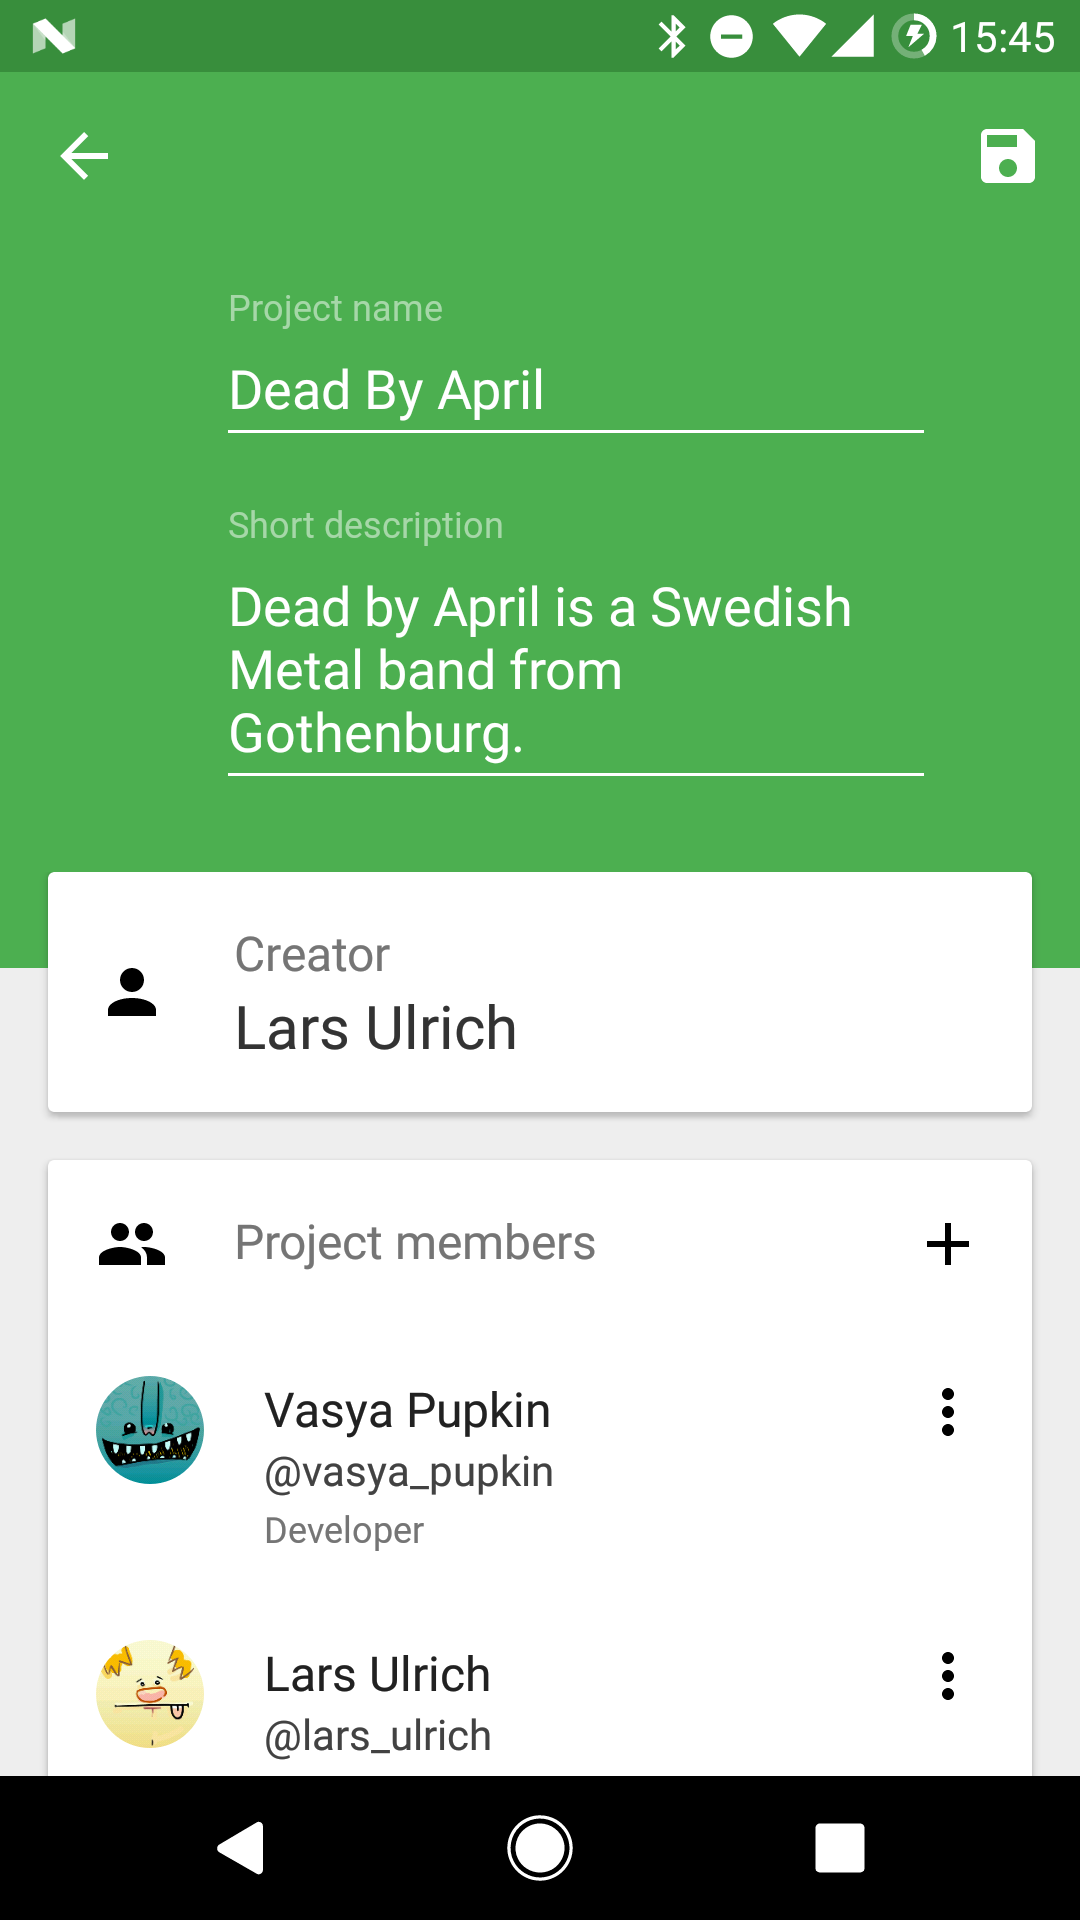 15:45
Project name
Dead By April
Short description
Dead by April is a Swedish
Metal band from
Gothenburg.
Creator
Lars Ulrich
Project members
Vasya Pupkin
@vasya_pupkin
Developer
Lars Ulrich
@lars_ulrich